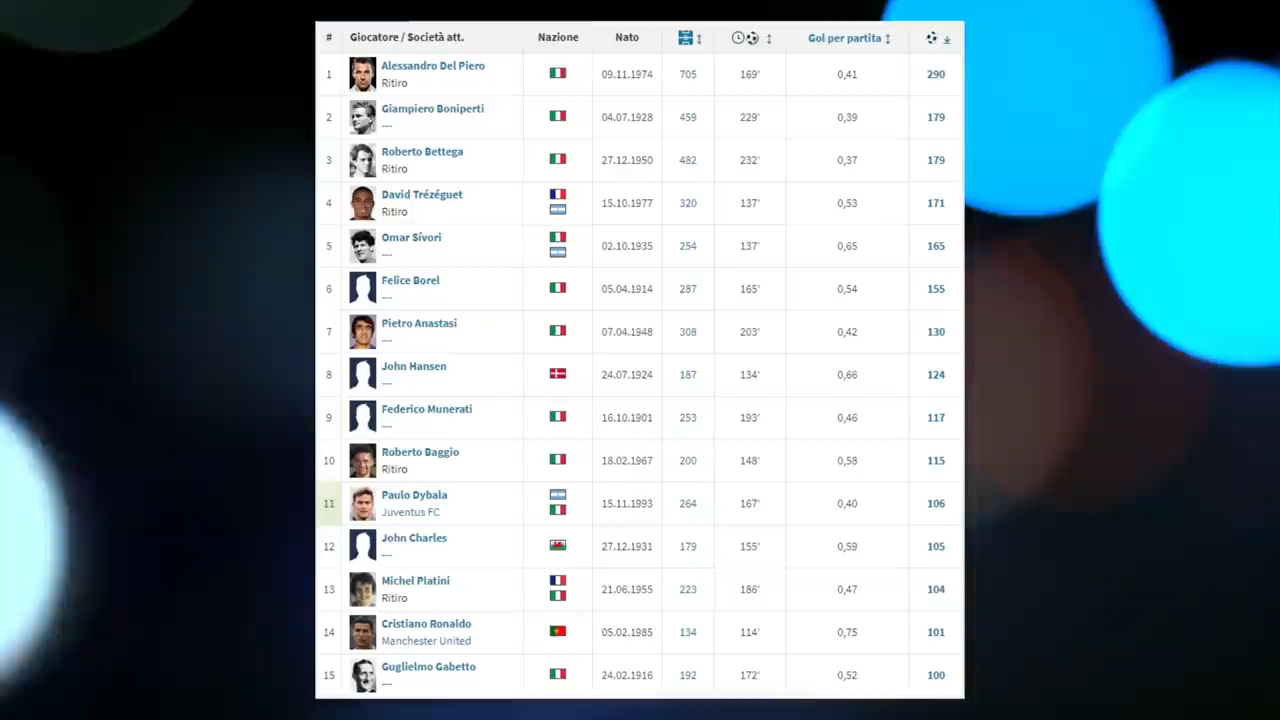 # Giocatore / Società att. Nazione Nato Gol per partita
1 Alessandro Del Piero 09.11.1974 705 169' 0,41 290
Ritiro
2 Giampiero Boniperti 04.07.1928 459 229' 0,39 179
---
3 Roberto Bettega 27.12.1950 482 232' 0,37 179
Ritiro
4 David Trézéguet 15.10.1977 320 137' 0,53 171
Ritiro
5 Omar Sívori 02.10.1935 254 137' 0,65 165
---
6 Felice Borel 05.04.1914 287 165' 0,54 155
---
7 Pietro Anastasi 07.04.1948 308 203' 0,42 130
---
8 John Hansen 24.07.1924 187 134' 0,66 124
---
9 Federico Munerati 16.10.1901 253 193' 0,46 117
---
10 Roberto Baggio 18.02.1967 200 148' 0,58 115
Ritiro
11 Paulo Dybala 15.11.1993 264 167' 0,40 106
Juventus FC
12 John Charles 27.12.1931 179 155' 0,59 105
---
13 Michel Platini 21.06.1955 223 186' 0,47 104
Ritiro
14 Cristiano Ronaldo 05.02.1985 134 114' 0,75 101
Manchester United
15 Guglielmo Gabetto 24.02.1916 192 172' 0,52 100
---